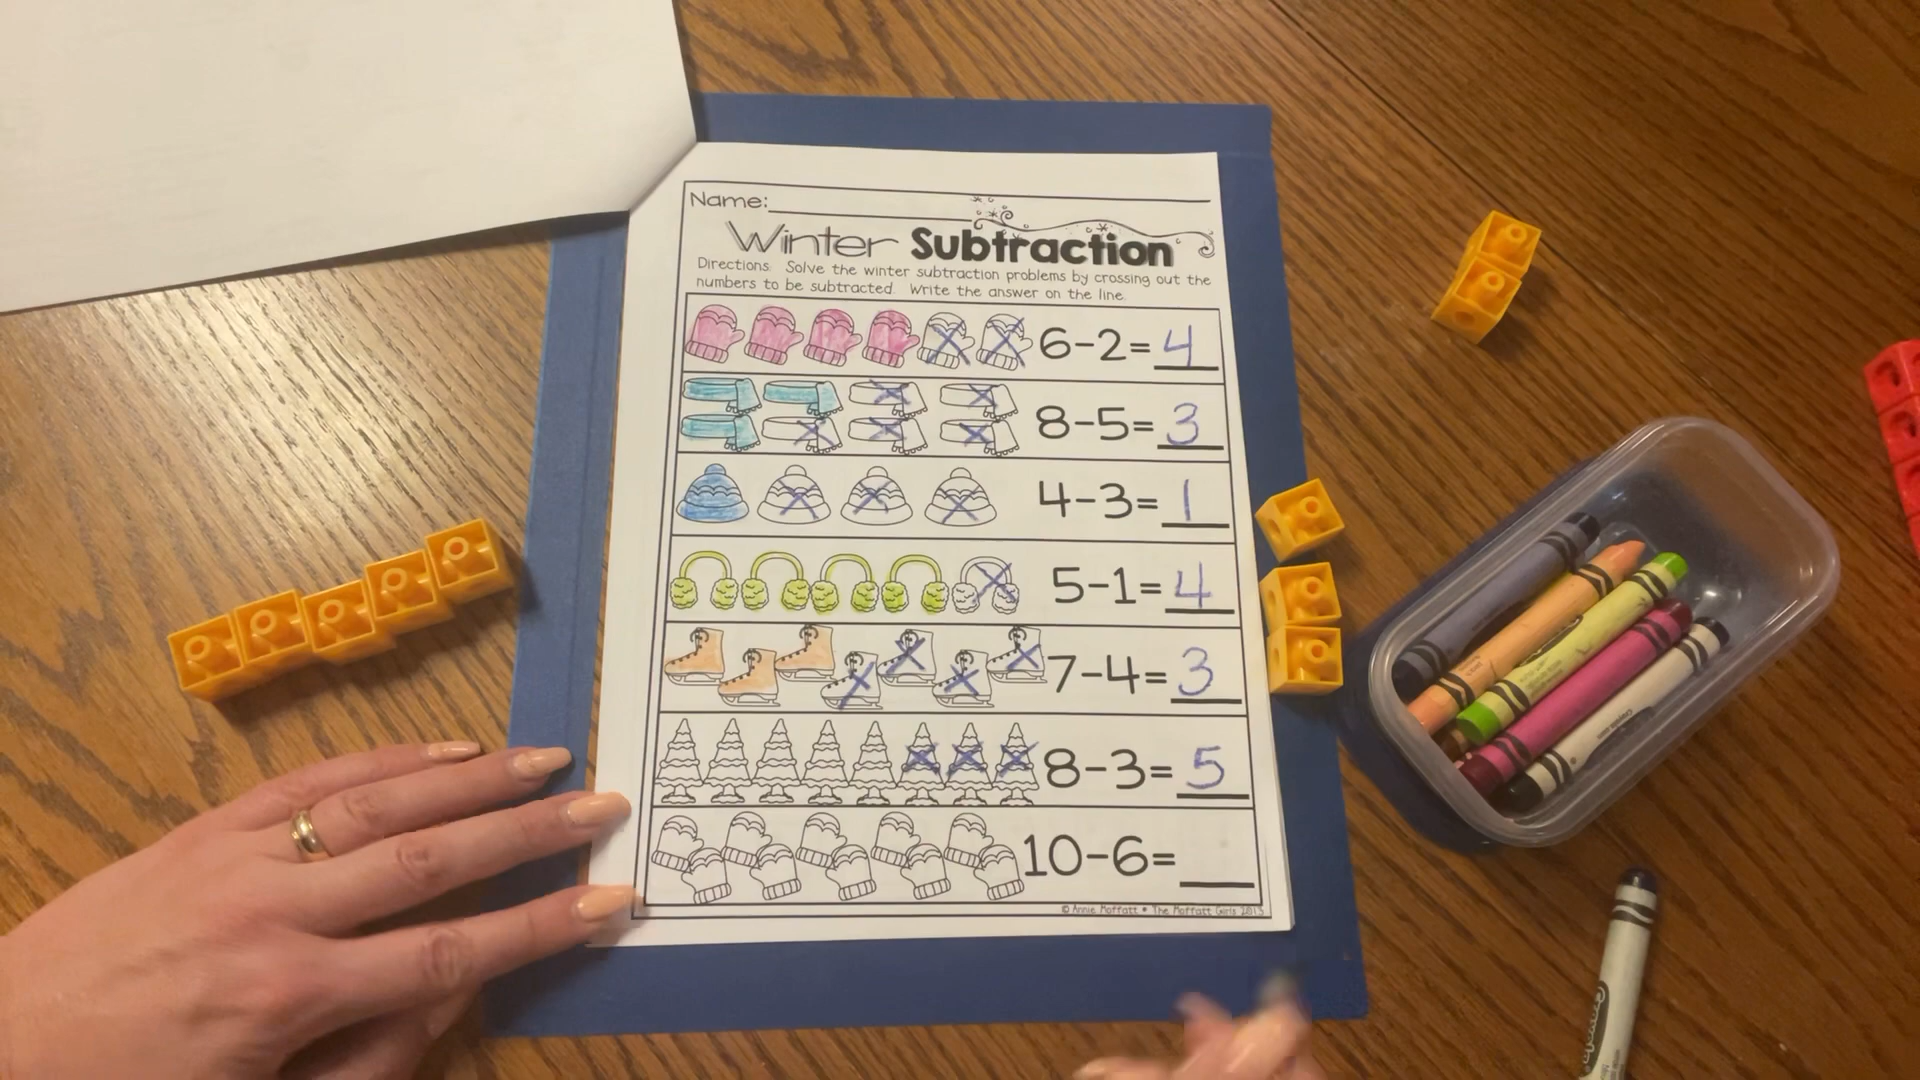 Name:
Winter Subtraction
Directions: Solve the winter subtraction problems by crossing out the
numbers to be subtracted. Write the answer on the line.
6-2= 4
8-5= 3
4-3= 1
5-1= 4
7-4= 3
8-3= 5
10-6=
© Annie Moffatt • The Moffatt Girls 2013